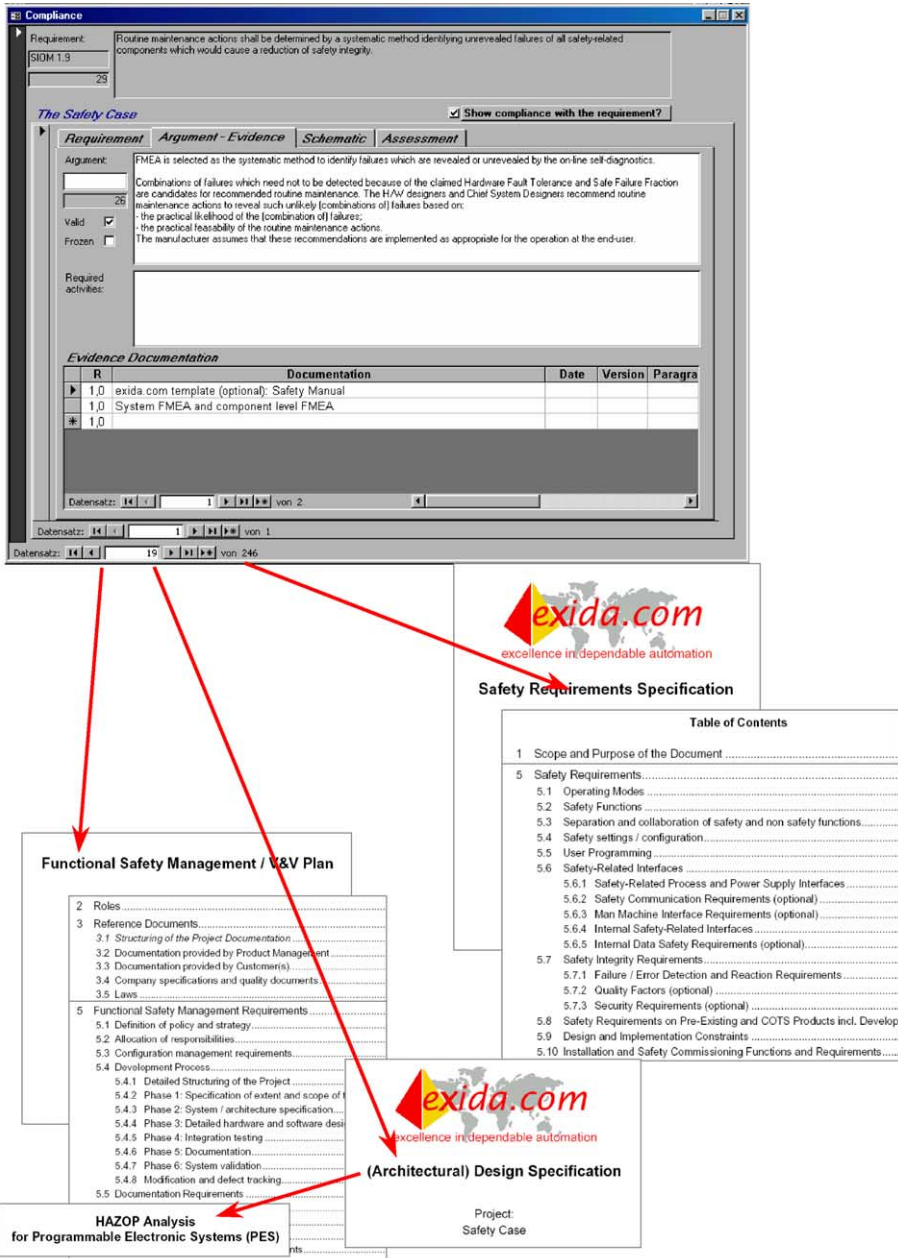 Compliance
Requirement:
SIOM 1.9
29
Routine maintenance actions shall be determined by a systematic method identyfying unrevealed failures of all safety-related
components which would cause a reduction of safety integrity.
The Safety Case
Show compliance with the requirement?
Requirement Argument - Evidence Schematic Assessment
Argument:
26
Valid
Frozen
FMEA is selected as the systematic method to identify failures which are revealed or unrevealed by the on-line self-diagnostics.
Combinations of failures which need not to be detected because of the claimed Hardware Fault Tolerance and Safe Failure Fraction
are candidates for recommended routine maintenance. The H/W designers and Chief System Designers recommend routine
maintenance actions to reveal such unlikely (combinations of) failures based on:
- the practical likelihood of the (combination of) failures;
- the practical feasability of the routine maintenance actions.
The manufacturer assumes that these recommendations are implemented as appropriate for the operation at the end-user.
Required
activities:
Evidence Documentation
R Documentation Date Version Paragra
1,0 exida.com template (optional): Safety Manual
1,0 System FMEA and component level FMEA
1,0
Datensatz: 1 von 2
Datensatz: 1 von 1
Datensatz: 19 von 246
exida.com
excellence in dependable automation
Safety Requirements Specification
Table of Contents
1 Scope and Purpose of the Document
5 Safety Requirements
5.1 Operating Modes
5.2 Safety Functions
5.3 Separation and collaboration of safety and non safety functions
5.4 Safety settings / configuration
5.5 User Programming
5.6 Safety-Related Interfaces
5.6.1 Safety-Related Process and Power Supply Interfaces
5.6.2 Safety Communication Requirements (optional)
5.6.3 Man Machine Interface Requirements (optional)
5.6.4 Internal Safety-Related Interfaces
5.6.5 Internal Data Safety Requirements (optional)
5.7 Safety Integrity Requirements
5.7.1 Failure / Error Detection and Reaction Requirements
5.7.2 Quality Factors (optional)
5.7.3 Security Requirements (optional)
5.8 Safety Requirements on Pre-Existing and COTS Products incl. Develop
5.9 Design and Implementation Constraints
5.10 Installation and Safety Commissioning Functions and Requirements
Functional Safety Management / V&V Plan
2 Roles
3 Reference Documents
3.1 Structuring of the Project Documentation
3.2 Documentation provided by Product Management
3.3 Documentation provided by Customer(s)
3.4 Company specifications and quality documents
3.5 Laws
5 Functional Safety Management Requirements
5.1 Definition of policy and strategy
5.2 Allocation of responsibilities
5.3 Configuration management requirements
5.4 Development Process
5.4.1 Detailed Structuring of the Project
5.4.2 Phase 1: Specification of extent and scope of
5.4.3 Phase 2: System / architecture specification
5.4.4 Phase 3: Detailed hardware and software desi
5.4.5 Phase 4: Integration testing
5.4.6 Phase 5: Documentation
5.4.7 Phase 6: System validation
5.4.8 Modification and defect tracking
5.5 Documentation Requirements
nts
exida.com
excellence in dependable automation
(Architectural) Design Specification
Project:
Safety Case
HAZOP Analysis
for Programmable Electronic Systems (PES)